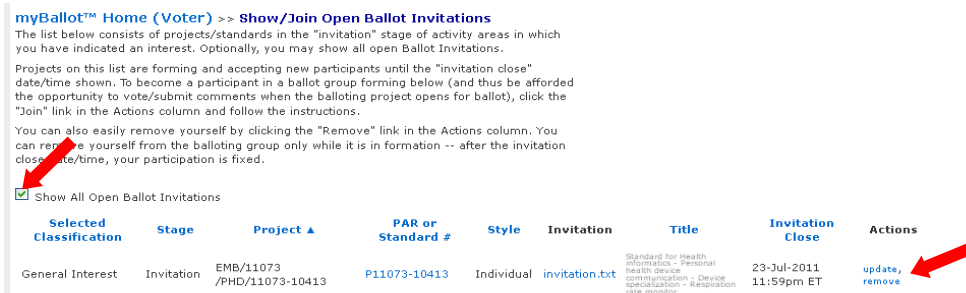 myBallot™ Home (Voter) >> Show/Join Open Ballot Invitations
The list below consists of projects/standards in the "invitation" stage of activity areas in which
you have indicated an interest. Optionally, you may show all open Ballot Invitations.
Projects on this list are forming and accepting new participants until the "invitation close"
date/time shown. To become a participant in a ballot group forming below (and thus be afforded
the opportunity to vote/submit comments when the balloting project opens for ballot), click the
"Join" link in the Actions column and follow the instructions.
You can also easily remove yourself by clicking the "Remove" link in the Actions column. You
can yourself from the balloting group only while it is in formation -- after the invitation
close your participation is fixed.
Show All Open Ballot Invitations
Selected Classification Stage Project ▲ PAR or Standard # Style Invitation Title Invitation Close Actions
General Interest Invitation EMB/11073 /PHD/11073-10413 P11073-10413 Individual invitation.txt Standard for Health informatics - Personal health device communication - Device specialization - Respiration rate monitor 23-Jul-2011 11:59pm ET update, remove